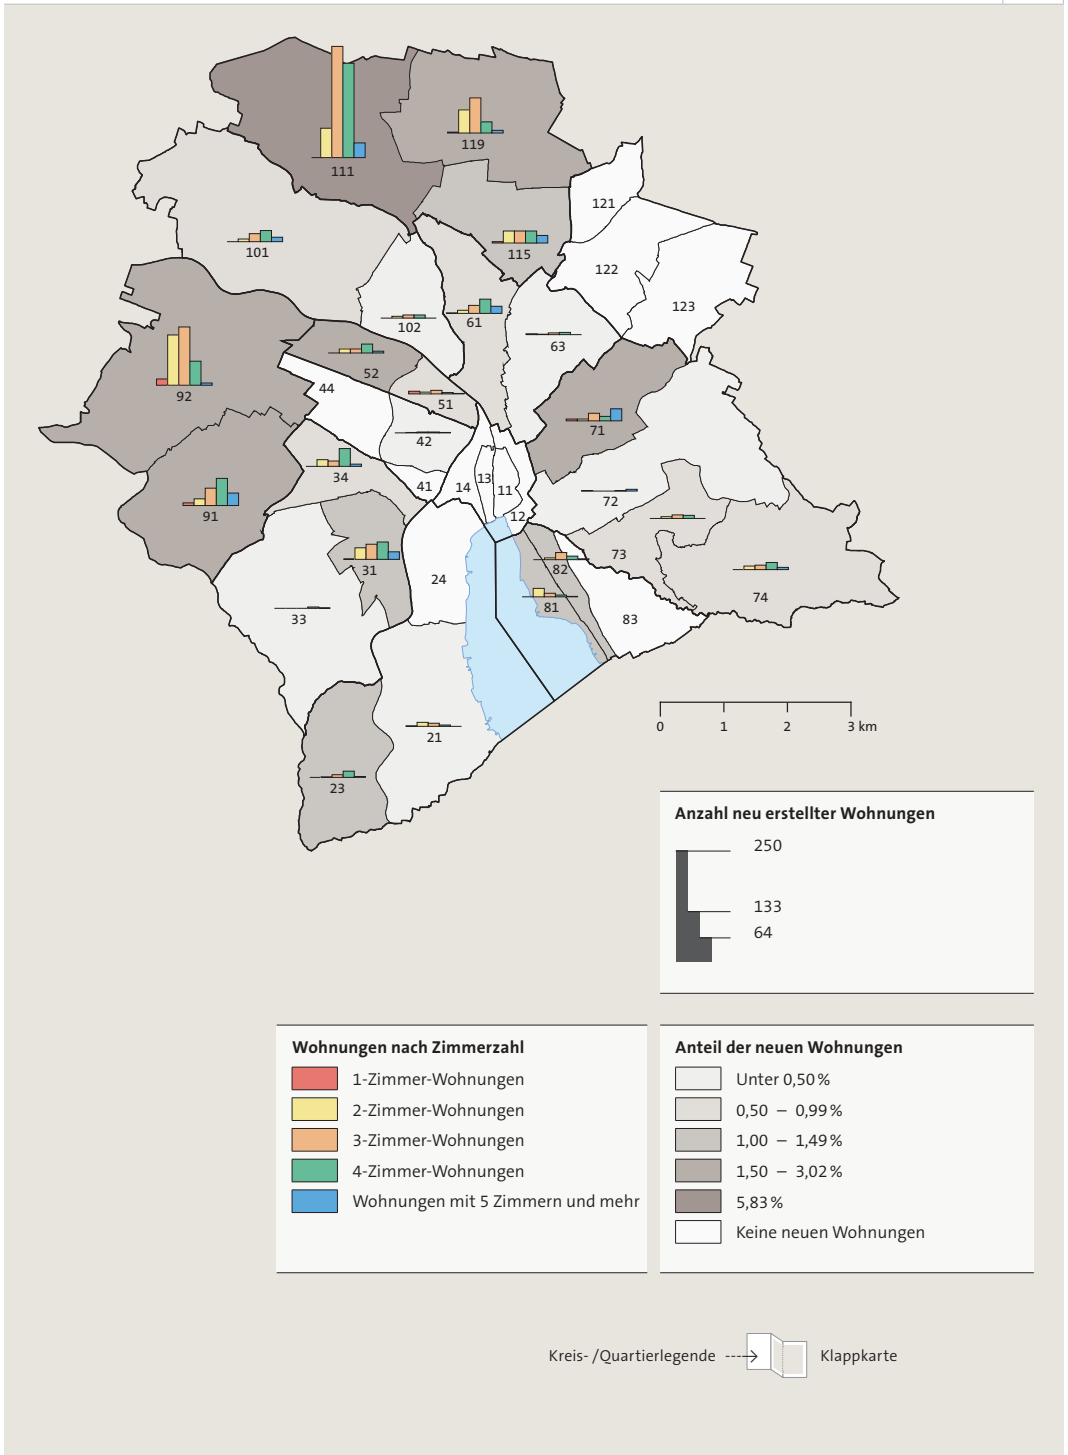 111
119
121
101
115
122
123
102
61
63
52
44
92
51
71
42
34
13
41
14
11
72
91
12
73
82
31
24
74
81
33
83
0 1 2 3 km
21
23
Anzahl neu erstellter Wohnungen
250
133
64
Wohnungen nach Zimmerzahl
1-Zimmer-Wohnungen
2-Zimmer-Wohnungen
3-Zimmer-Wohnungen
4-Zimmer-Wohnungen
Wohnungen mit 5 Zimmern und mehr
Anteil der neuen Wohnungen
Unter 0,50 %
0,50 – 0,99 %
1,00 – 1,49 %
1,50 – 3,02 %
5,83 %
Keine neuen Wohnungen
Kreis- /Quartierlegende
Klappkarte